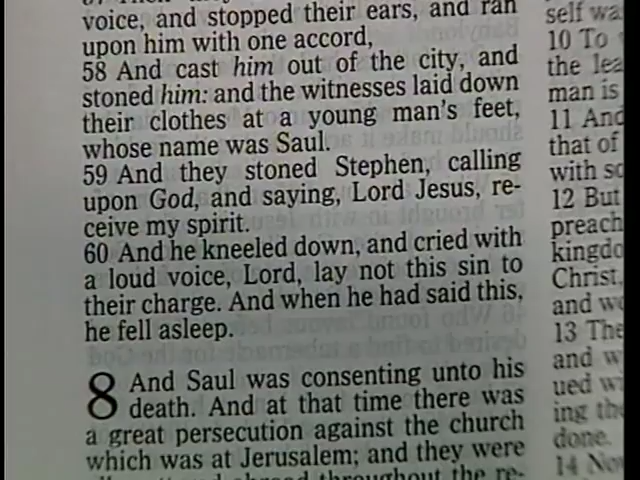 voice, and stopped their ears, and ran
upon him with one accord,
58 And cast him out of the city, and
stoned him: and the witnesses laid down
their clothes at a young man's feet,
whose name was Saul.
59 And they stoned Stephen, calling
upon God, and saying, Lord Jesus, re-
ceive my spirit.
60 And he kneeled down, and cried with
a loud voice, Lord, lay not this sin to
their charge. And when he had said this,
he fell asleep.
8 And Saul was consenting unto his
death. And at that time there was
a great persecution against the church
which was at Jerusalem; and they were
throughout the re-
self
10 To
the
man is
11 And
that of
with
12 But
preach
Christ,
and
13 The
and
ing
done.
14